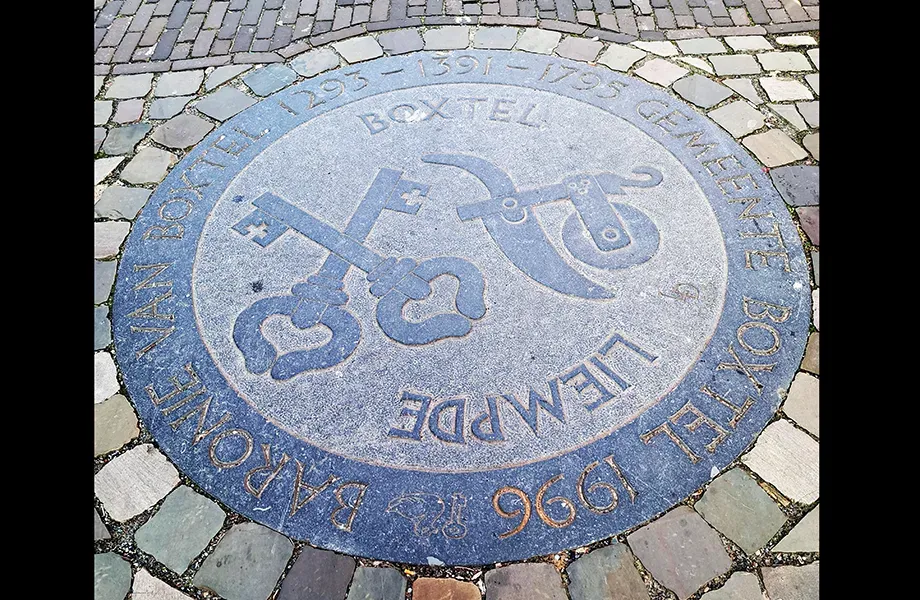 BARONIE VAN BOXTEL 1293 - 1391 - 1795 GEMEENTE BOXTEL 1996
BOXTEL
LIEMPDE